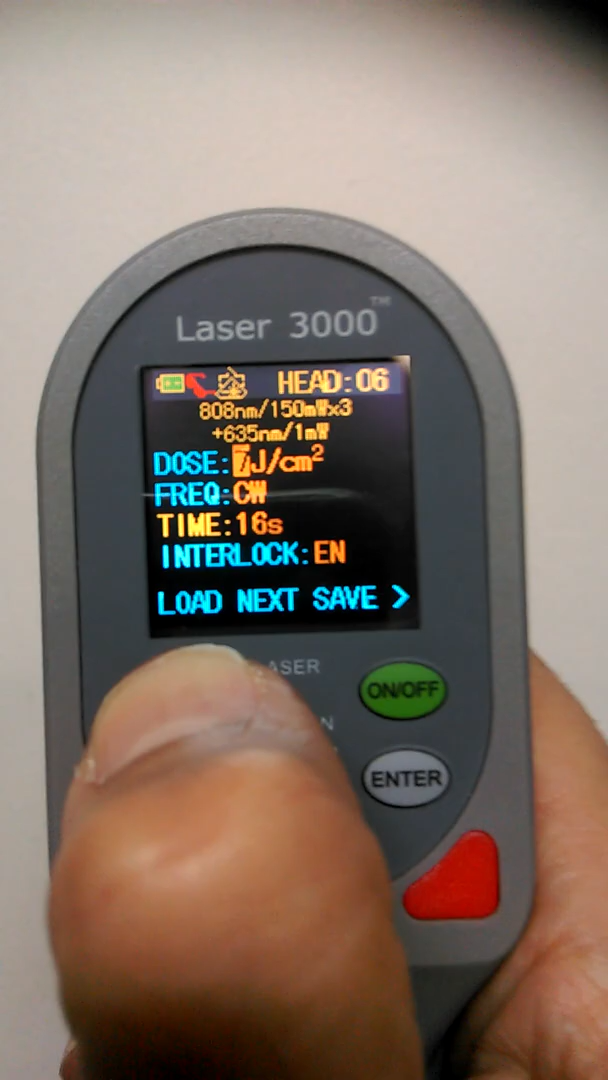 Laser 3000™
HEAD:06
808nm/150mWx3
+635nm/1mW
DOSE:7J/cm²
FREQ:CW
TIME:16s
INTERLOCK:EN
LOAD NEXT SAVE >
ON/OFF
ENTER